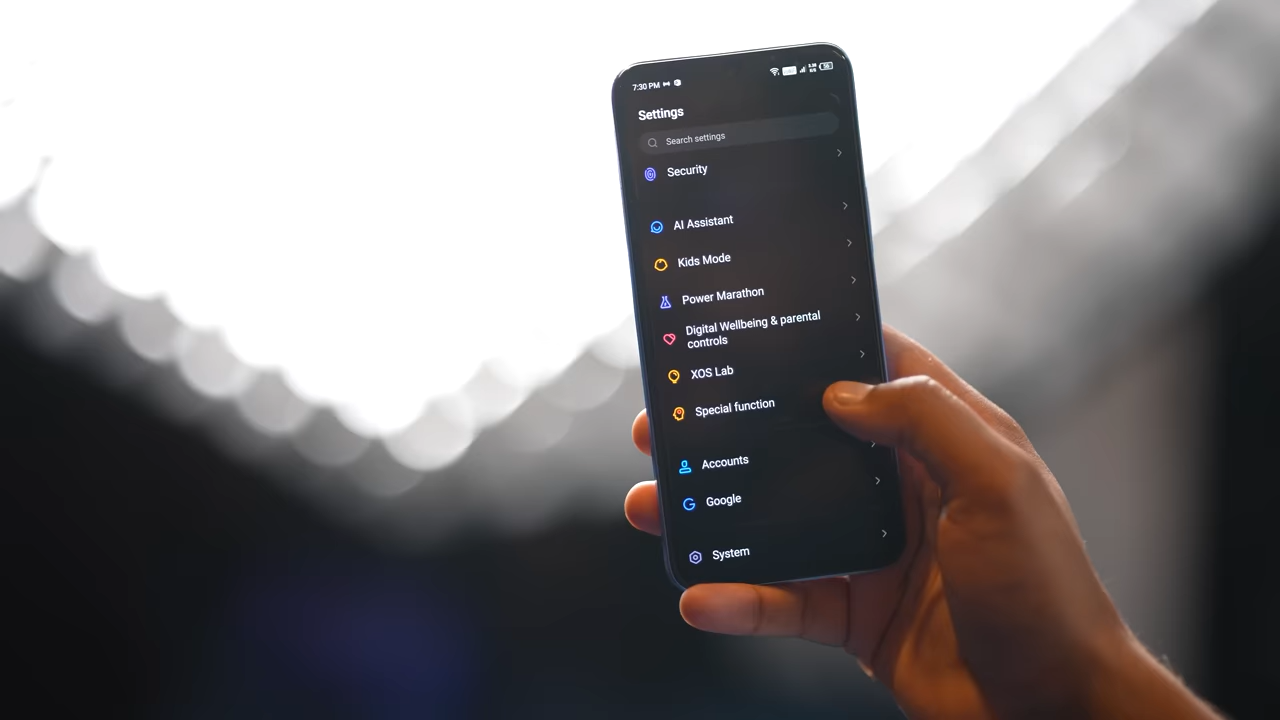 7:30 PM
Settings
Search settings
Security
AI Assistant
Kids Mode
Power Marathon
Digital Wellbeing & parental
controls
XOS Lab
Special function
Accounts
Google
System